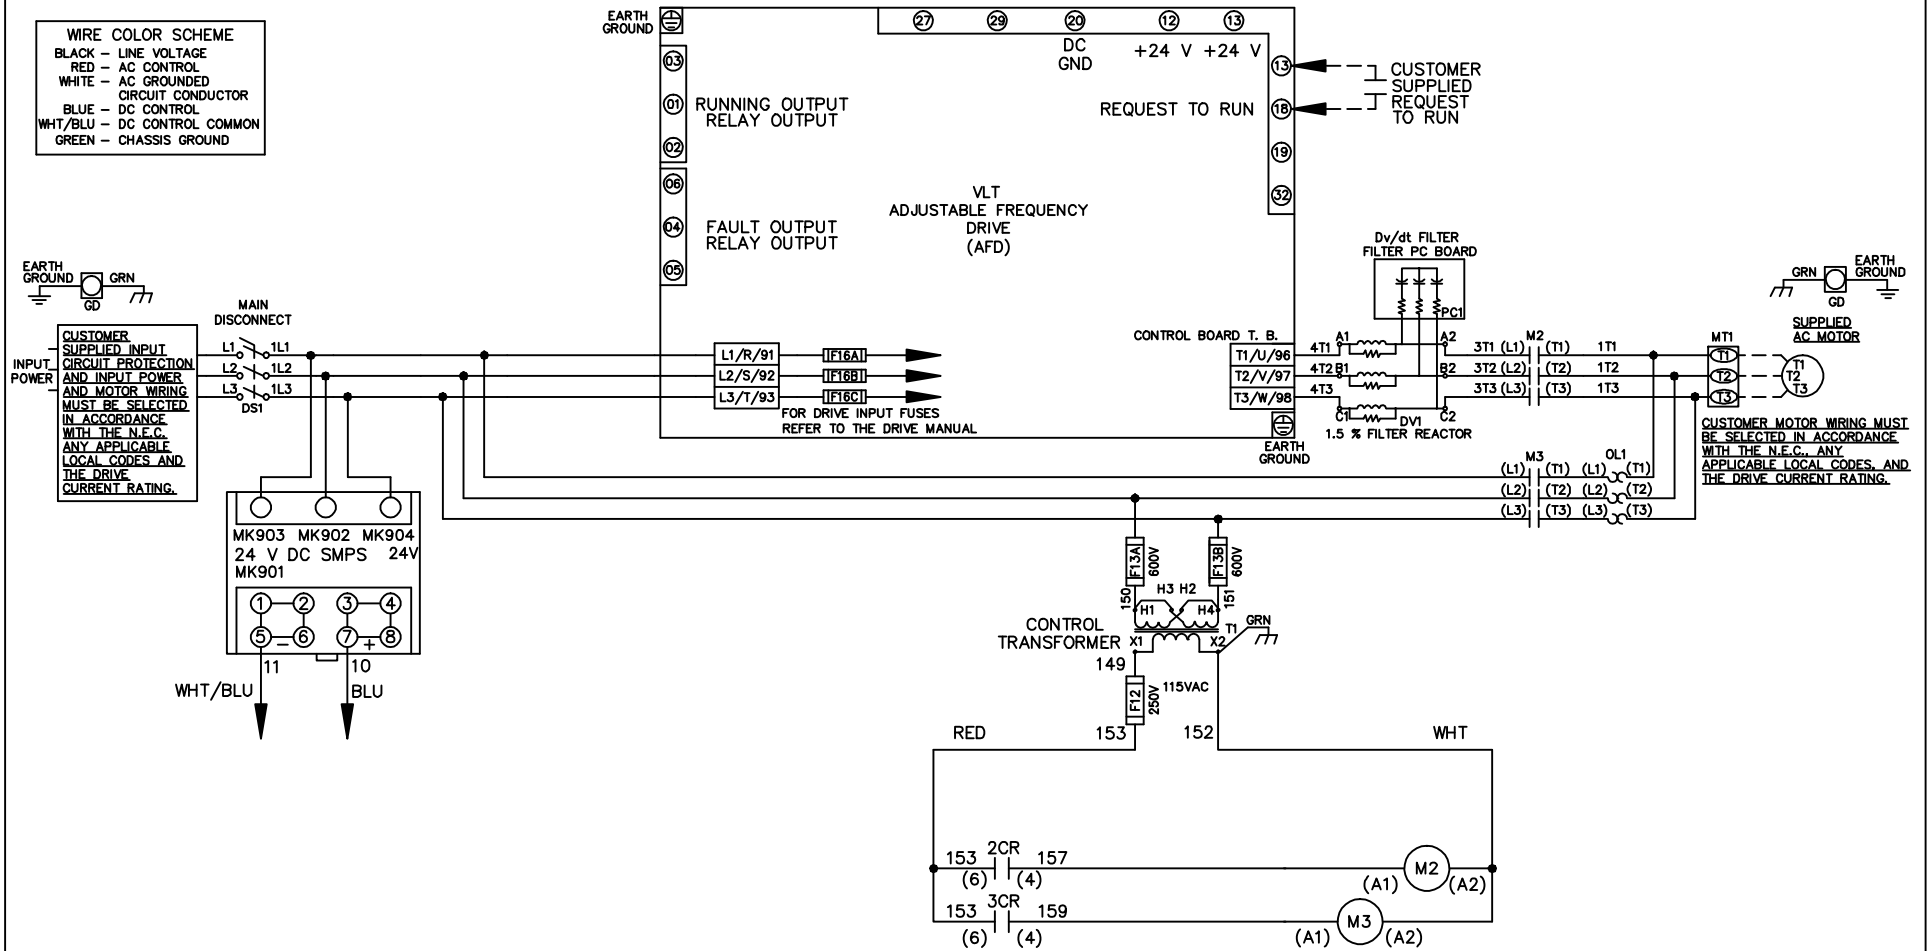 WIRE COLOR SCHEME
BLACK – LINE VOLTAGE
RED – AC CONTROL
WHITE – AC GROUNDED
CIRCUIT CONDUCTOR
BLUE – DC CONTROL
WHT/BLU – DC CONTROL COMMON
GREEN – CHASSIS GROUND
EARTH
GROUND
27
29
20
12
13
DC
GND
+24 V
+24 V
03
01
02
RUNNING OUTPUT
RELAY OUTPUT
06
04
05
FAULT OUTPUT
RELAY OUTPUT
13
18
19
32
REQUEST TO RUN
CUSTOMER
SUPPLIED
REQUEST
TO RUN
VLT
ADJUSTABLE FREQUENCY
DRIVE
(AFD)
EARTH
GROUND
GRN
GD
MAIN
DISCONNECT
INPUT
POWER
CUSTOMER
SUPPLIED INPUT
CIRCUIT PROTECTION
AND INPUT POWER
AND MOTOR WIRING
MUST BE SELECTED
IN ACCORDANCE
WITH THE N.E.C.
ANY APPLICABLE
LOCAL CODES AND
THE DRIVE
CURRENT RATING.
L1
1L1
L2
1L2
L3
1L3
DS1
L1/R/91
L2/S/92
L3/T/93
F16A
F16B
F16C
FOR DRIVE INPUT FUSES
REFER TO THE DRIVE MANUAL
CONTROL BOARD T. B.
T1/U/96
T2/V/97
T3/W/98
EARTH
GROUND
Dv/dt FILTER
FILTER PC BOARD
PC1
4T1
A1
A2
4T2
B1
B2
4T3
C1
C2
DV1
1.5 % FILTER REACTOR
M2
3T1 (L1) (T1) 1T1
3T2 (L2) (T2) 1T2
3T3 (L3) (T3) 1T3
GRN
GD
EARTH
GROUND
SUPPLIED
AC MOTOR
MT1
T1
T2
T3
T1
T2
T3
CUSTOMER MOTOR WIRING MUST
BE SELECTED IN ACCORDANCE
WITH THE N.E.C., ANY
APPLICABLE LOCAL CODES, AND
THE DRIVE CURRENT RATING.
M3
OL1
(L1) (T1) (L1) (T1)
(L2) (T2) (L2) (T2)
(L3) (T3) (L3) (T3)
MK903 MK902 MK904
24 V DC SMPS 24V
MK901
1 2 3 4
5 – 6 7 + 8
11
10
WHT/BLU
BLU
F13A
600V
F13B
600V
150
151
H3 H2
H1
H4
CONTROL
TRANSFORMER
X1
X2
T1
GRN
149
F12
250V
115VAC
153
152
RED
WHT
2CR
153
157
(6)
(4)
M2
(A1)
(A2)
3CR
153
159
(6)
(4)
M3
(A1)
(A2)